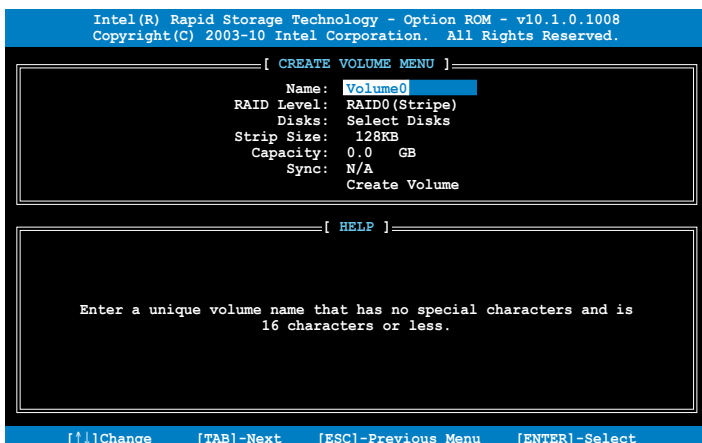 Intel(R) Rapid Storage Technology - Option ROM - v10.1.0.1008
Copyright(C) 2003-10 Intel Corporation. All Rights Reserved.
[ CREATE VOLUME MENU ]
Name: Volume0
RAID Level: RAID0(Stripe)
Disks: Select Disks
Strip Size: 128KB
Capacity: 0.0 GB
Sync: N/A
Create Volume
[ HELP ]
Enter a unique volume name that has no special characters and is
16 characters or less.
[↑↓]Change [TAB]-Next [ESC]-Previous Menu [ENTER]-Select